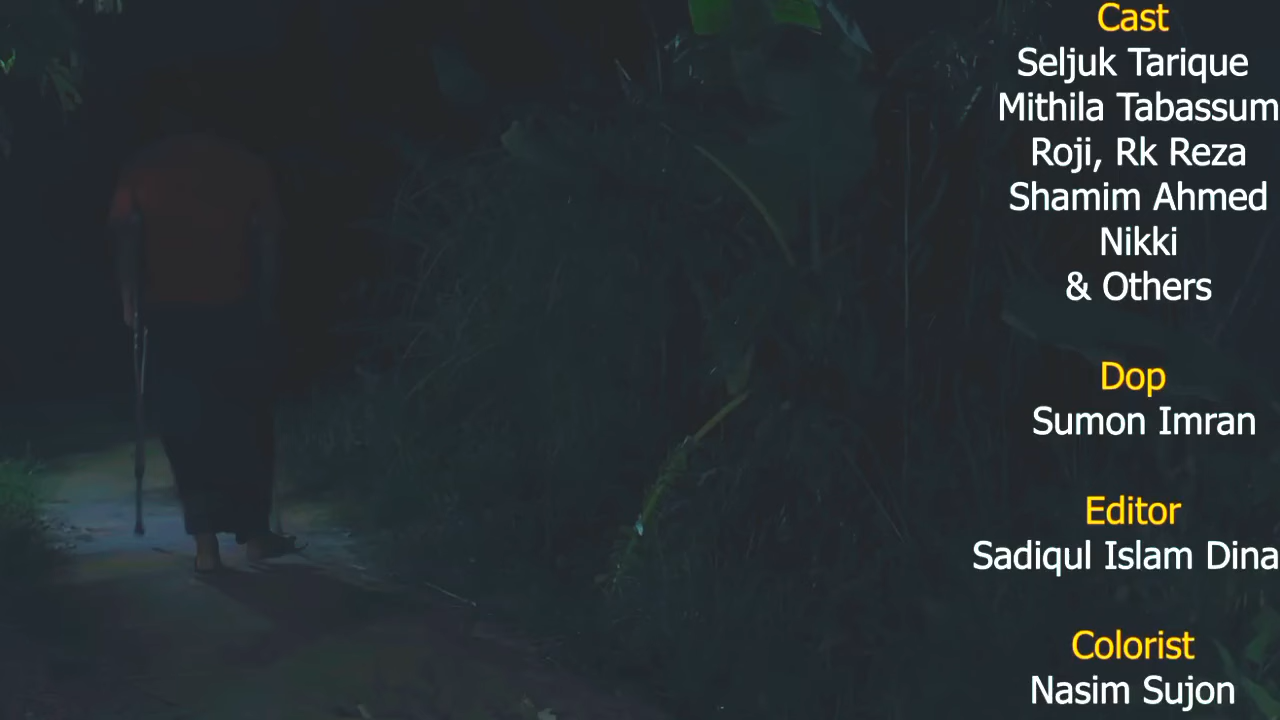 Cast
Seljuk Tarique
Mithila Tabassum
Roji, Rk Reza
Shamim Ahmed
Nikki
& Others
Dop
Sumon Imran
Editor
Sadiqul Islam Dina
Colorist
Nasim Sujon